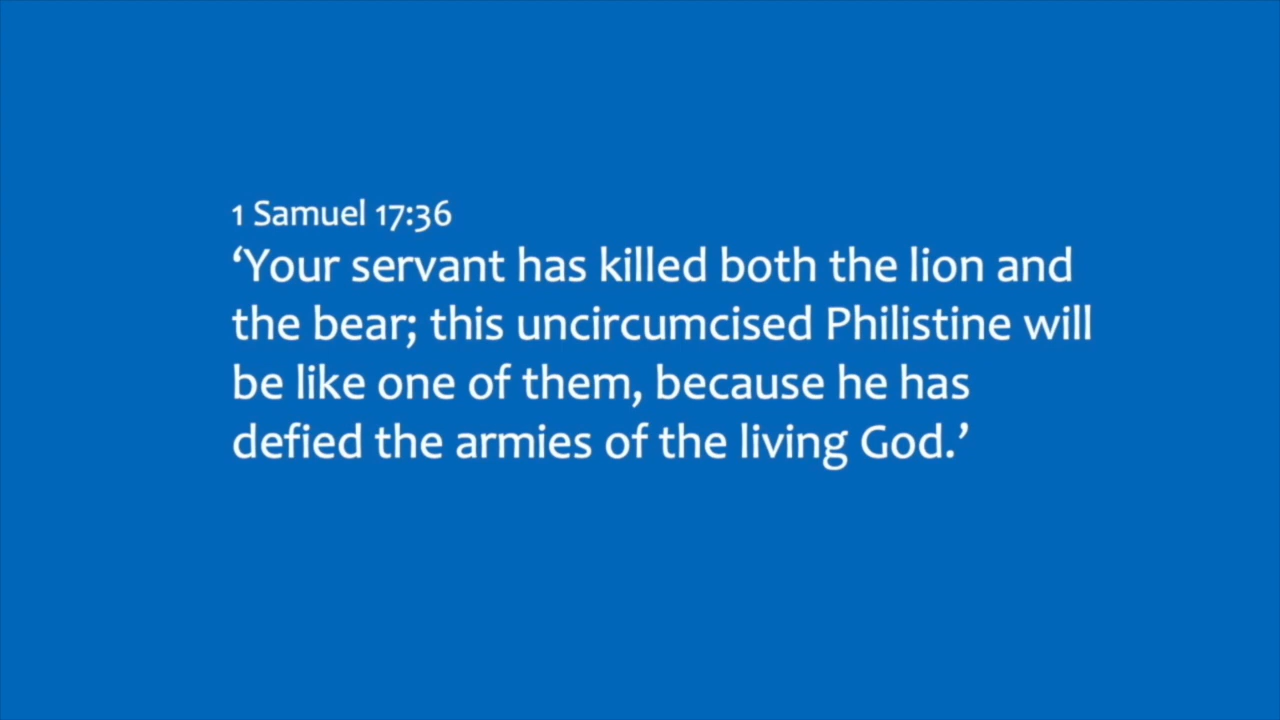 1 Samuel 17:36
‘Your servant has killed both the lion and
the bear; this uncircumcised Philistine will
be like one of them, because he has
defied the armies of the living God.’